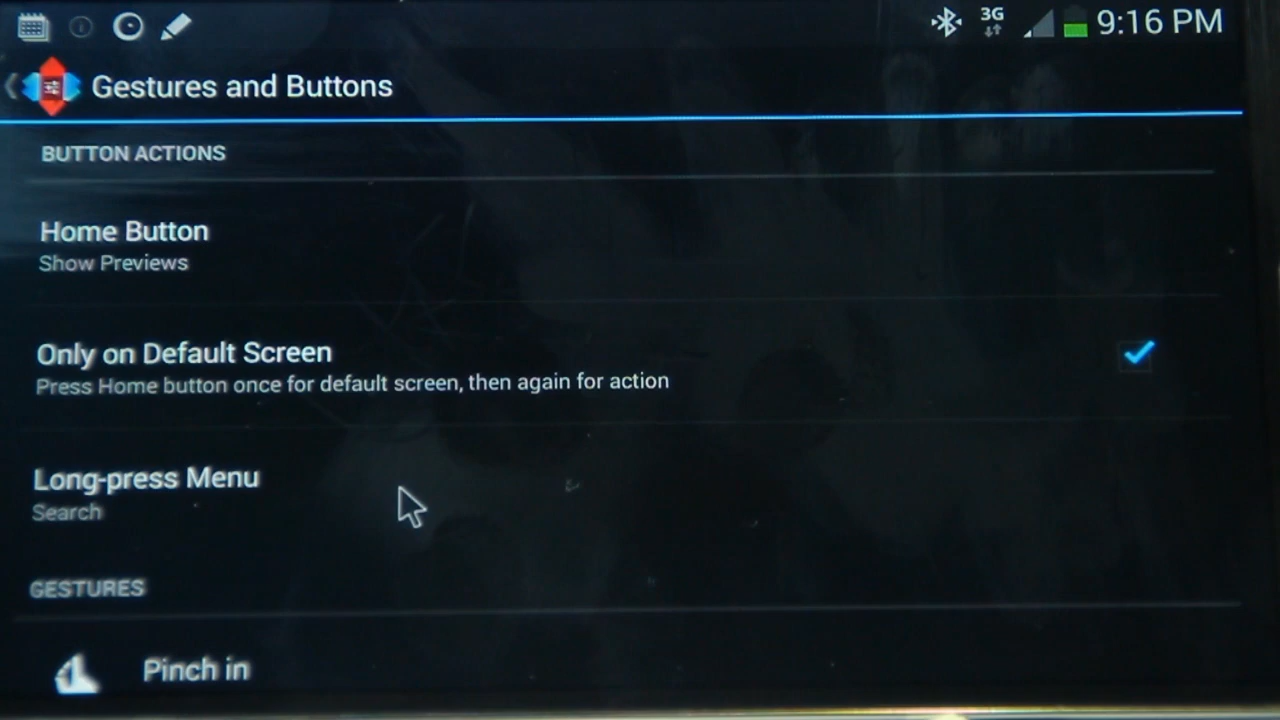 3G
9:16 PM
Gestures and Buttons
BUTTON ACTIONS
Home Button
Show Previews
Only on Default Screen
Press Home button once for default screen, then again for action
Long-press Menu
Search
GESTURES
Pinch in